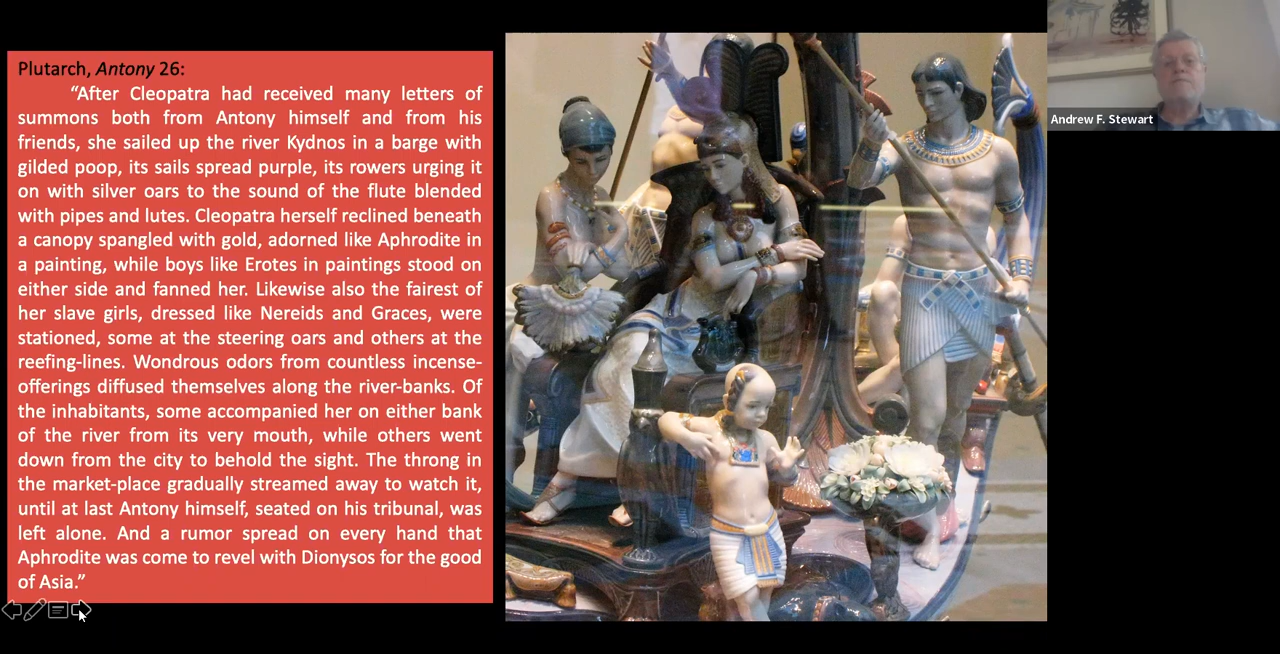 Plutarch, Antony 26:
“After Cleopatra had received many letters of
summons both from Antony himself and from his
friends, she sailed up the river Kydnos in a barge with
gilded poop, its sails spread purple, its rowers urging it
on with silver oars to the sound of the flute blended
with pipes and lutes. Cleopatra herself reclined beneath
a canopy spangled with gold, adorned like Aphrodite in
a painting, while boys like Erotes in paintings stood on
either side and fanned her. Likewise also the fairest of
her slave girls, dressed like Nereids and Graces, were
stationed, some at the steering oars and others at the
reefing-lines. Wondrous odors from countless incense-
offerings diffused themselves along the river-banks. Of
the inhabitants, some accompanied her on either bank
of the river from its very mouth, while others went
down from the city to behold the sight. The throng in
the market-place gradually streamed away to watch it,
until at last Antony himself, seated on his tribunal, was
left alone. And a rumor spread on every hand that
Aphrodite was come to revel with Dionysos for the good
of Asia.”
Andrew F. Stewart